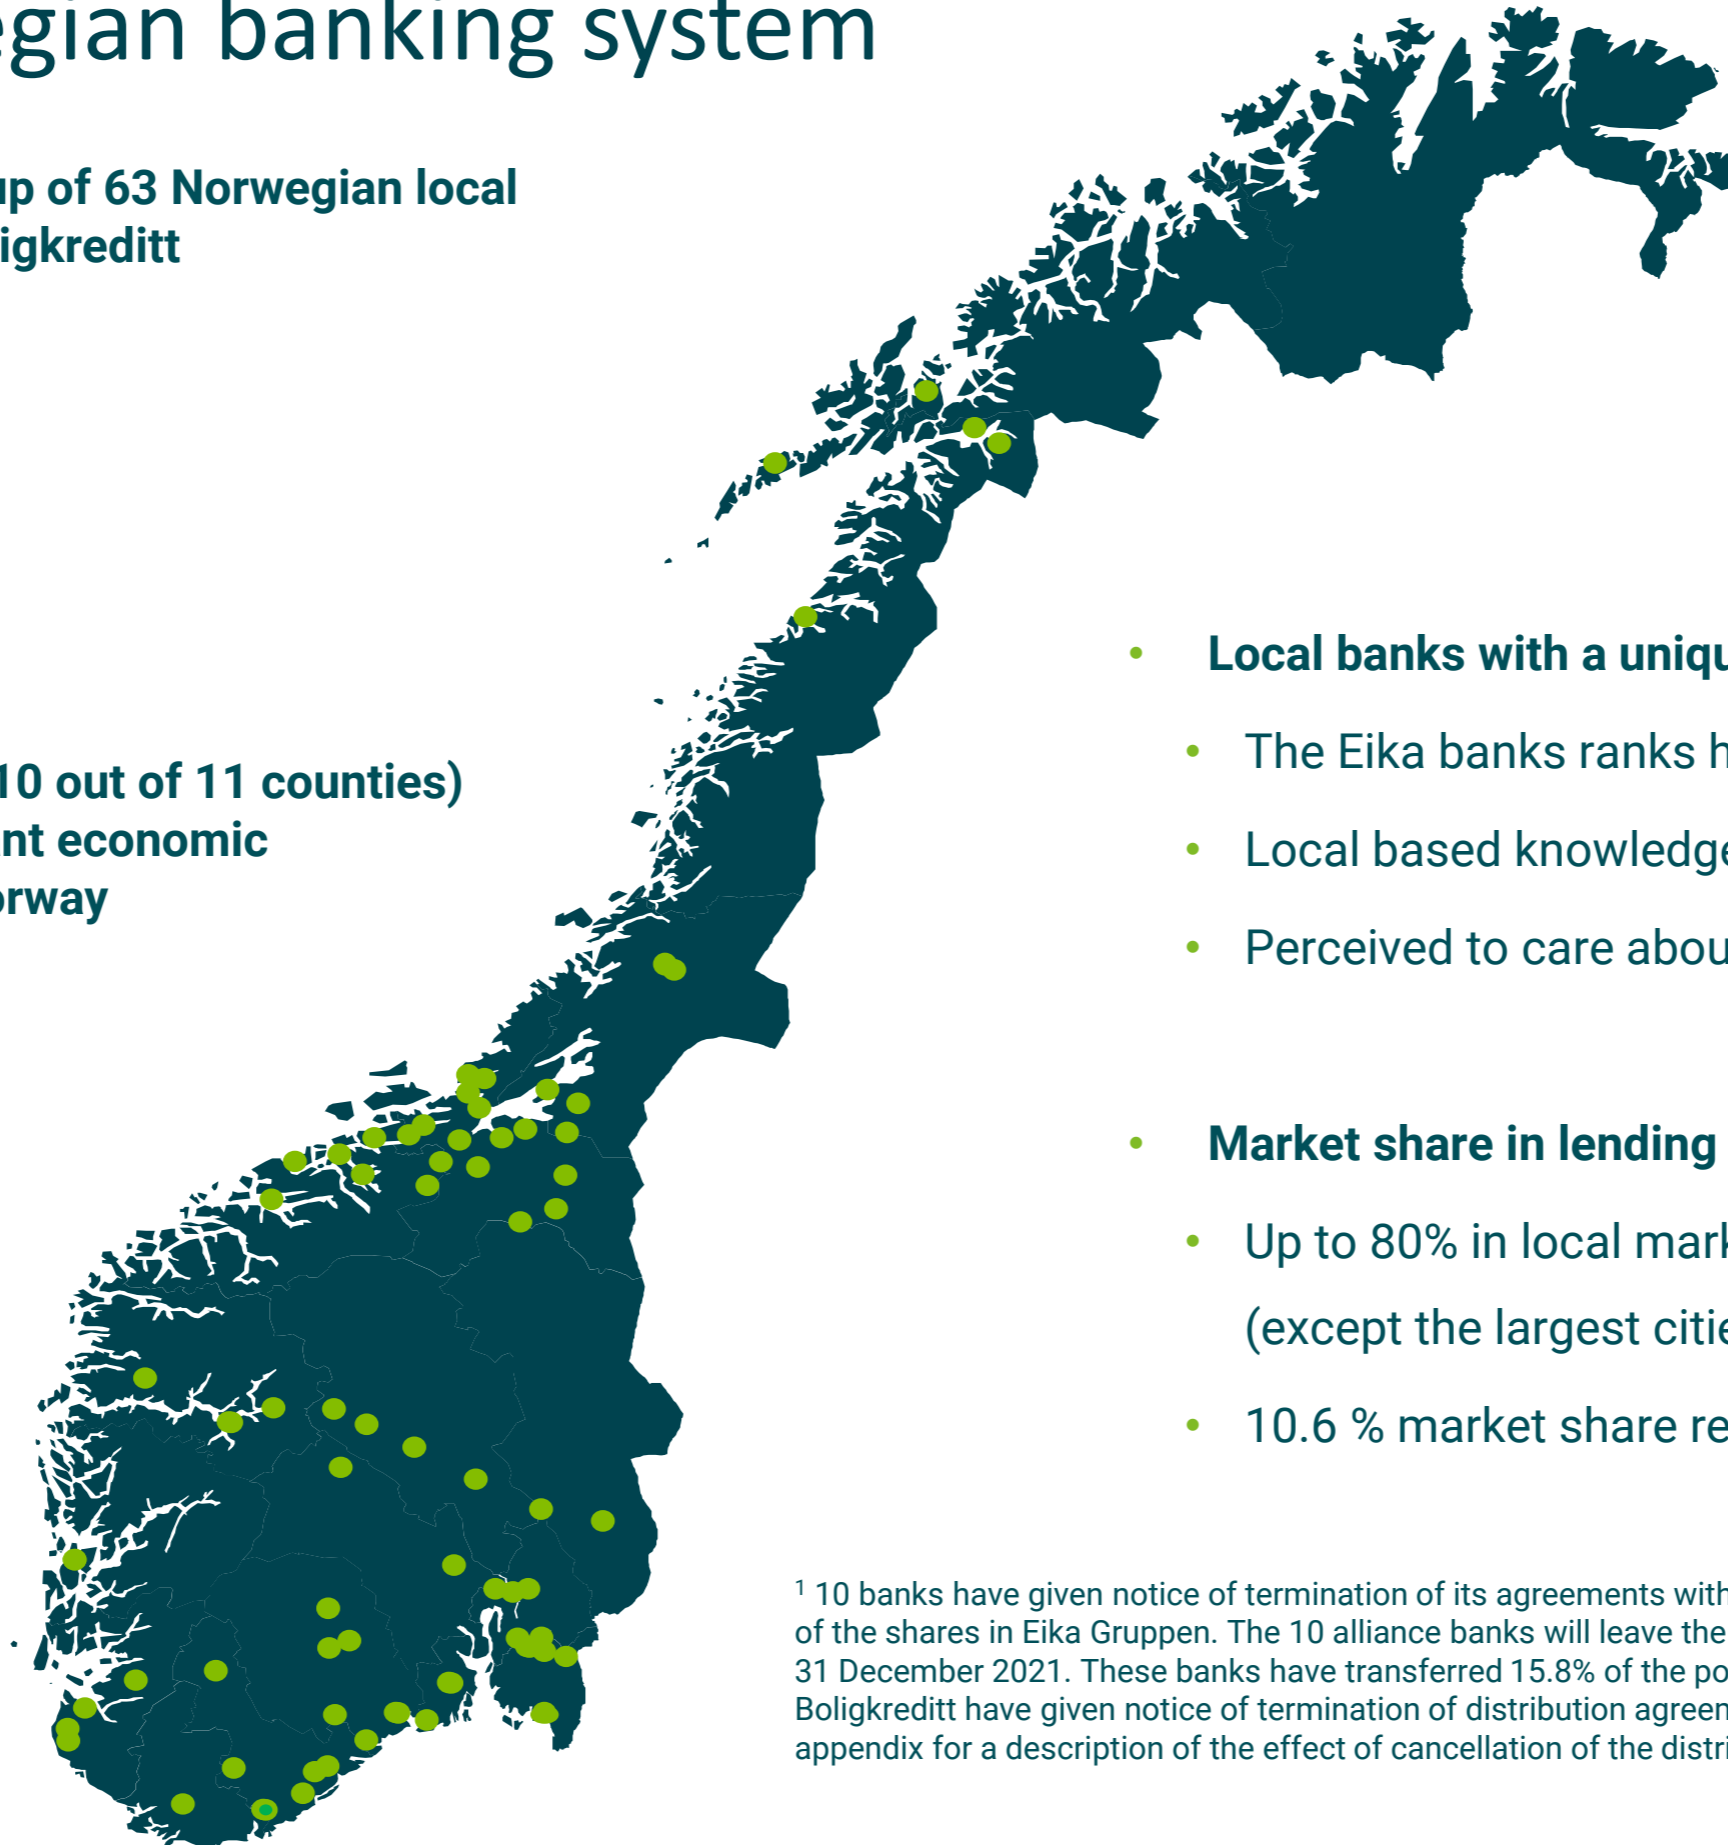 egian banking system
up of 63 Norwegian local
ligkreditt
10 out of 11 counties)
ant economic
orway
• Local banks with a uniqu
• The Eika banks ranks h
• Local based knowledge
• Perceived to care abou
• Market share in lending
• Up to 80% in local mark
(except the largest citie
• 10.6 % market share re
¹ 10 banks have given notice of termination of its agreements with
of the shares in Eika Gruppen. The 10 alliance banks will leave the
31 December 2021. These banks have transferred 15.8% of the po
Boligkreditt have given notice of termination of distribution agreen
appendix for a description of the effect of cancellation of the distri